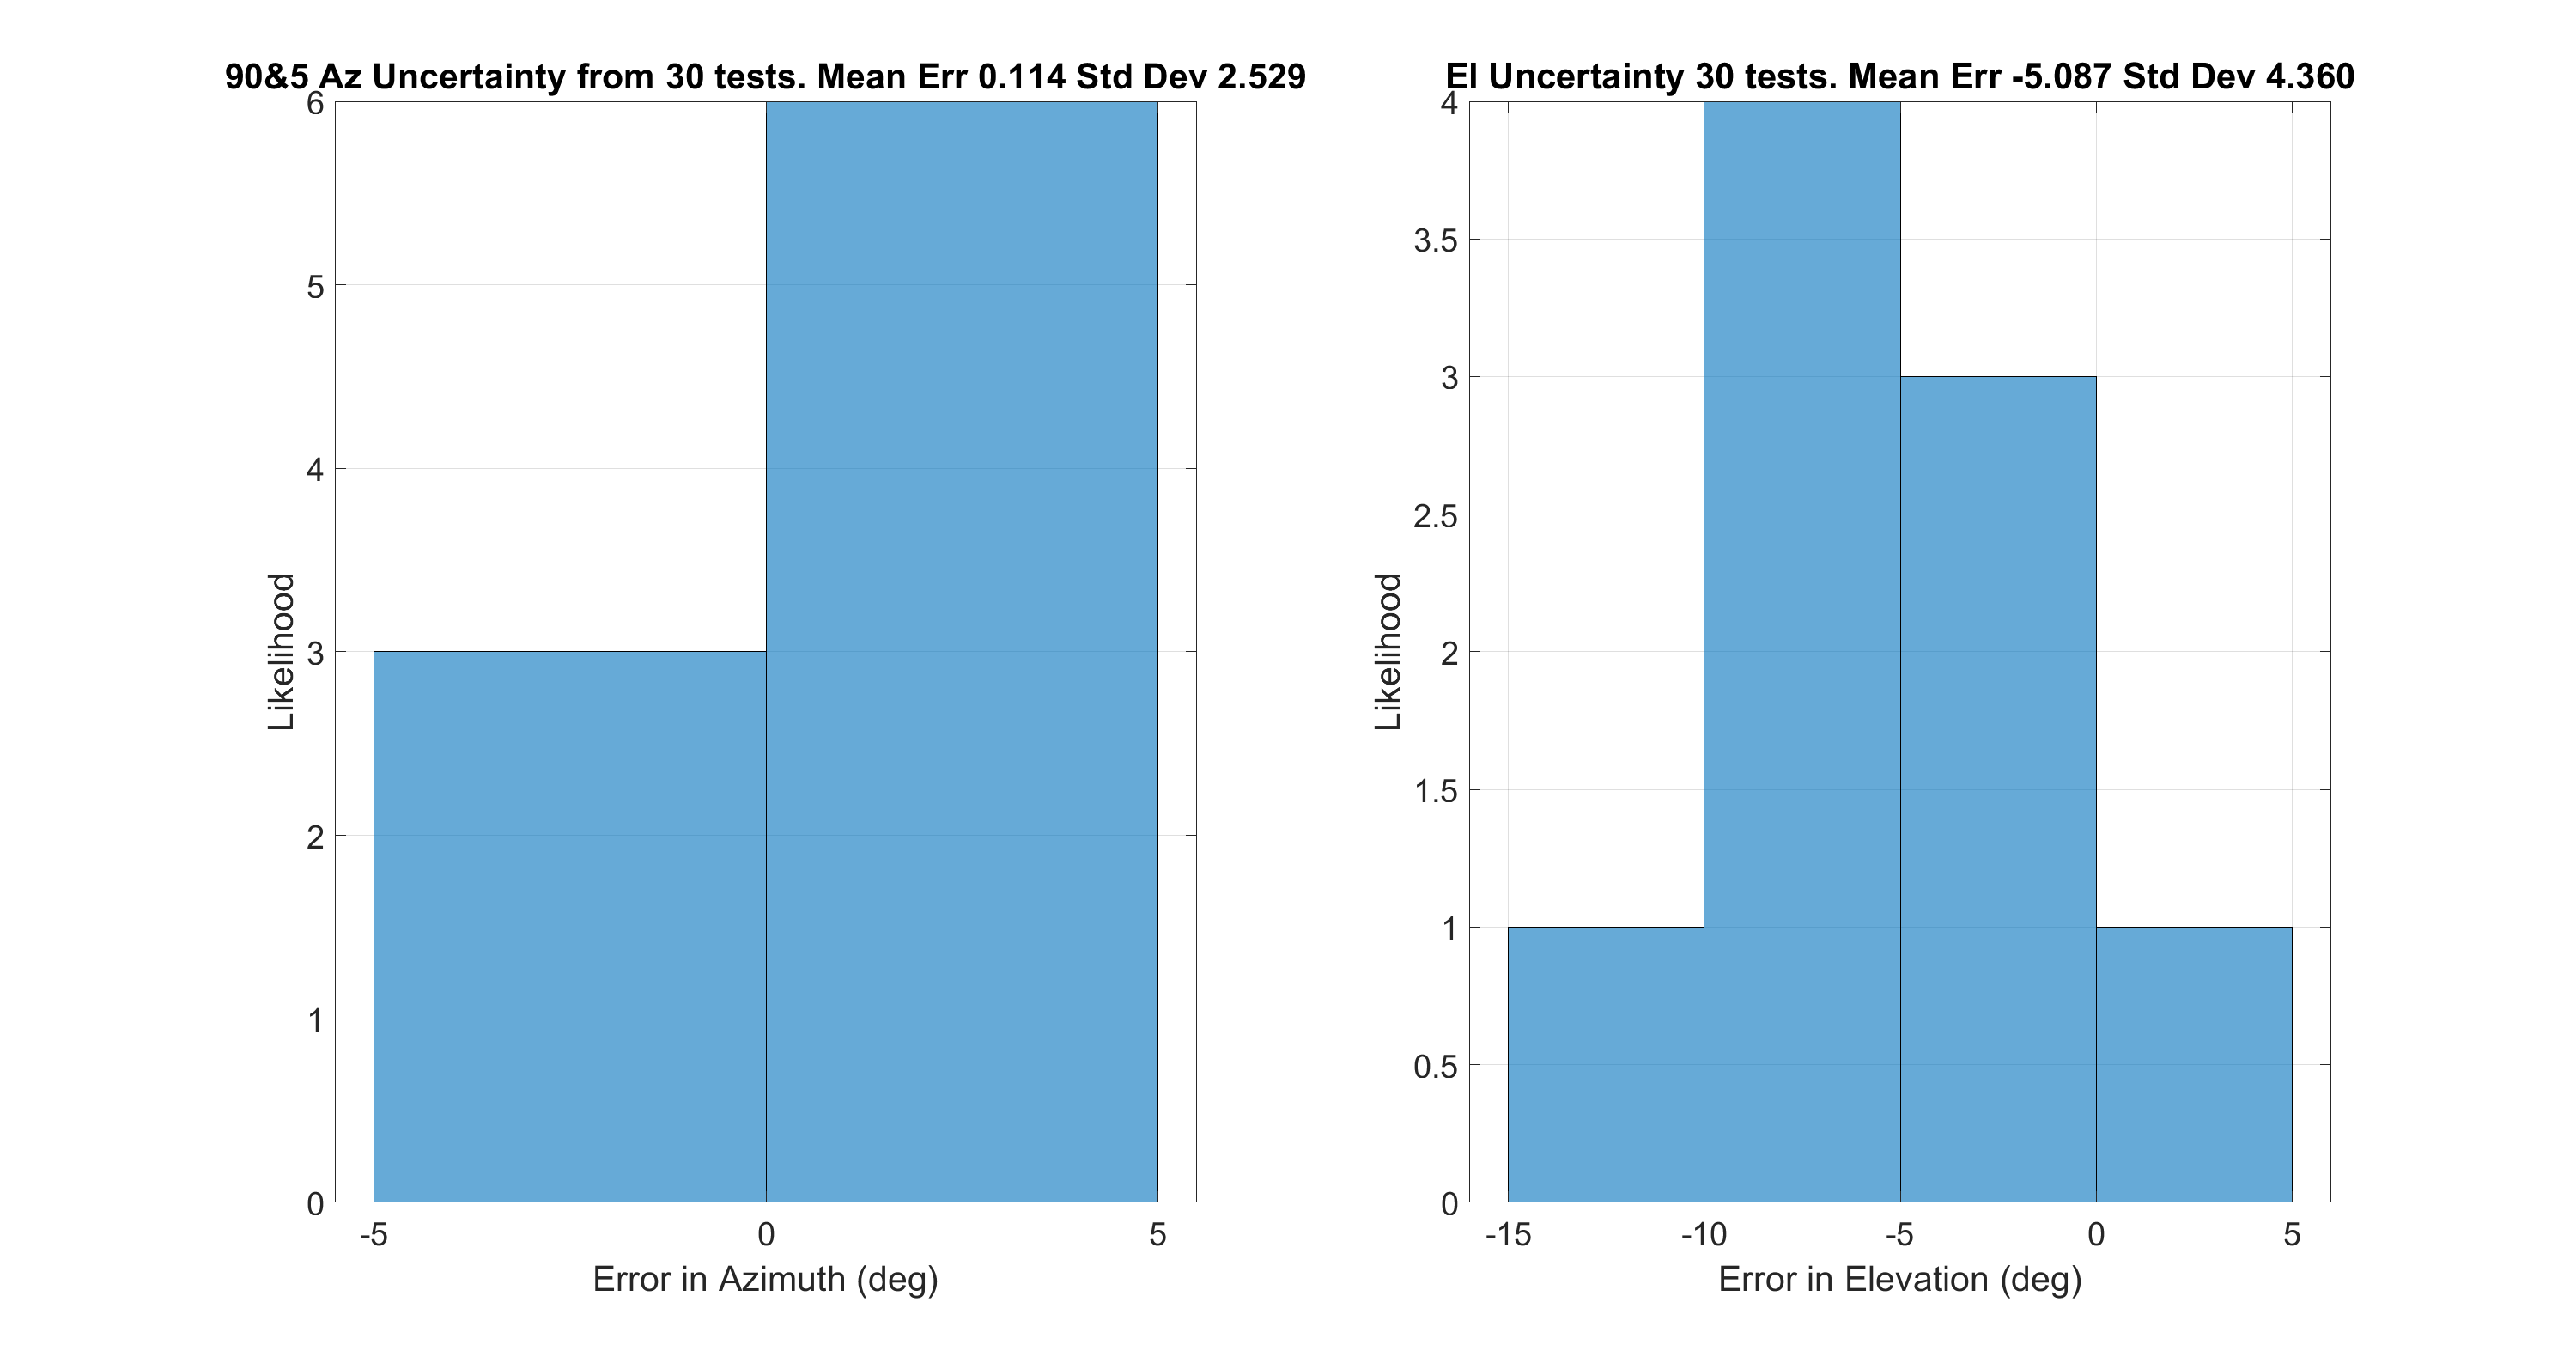 90&5 Az Uncertainty from 30 tests. Mean Err 0.114 Std Dev 2.529
6
5
4
3
2
1
0
Likelihood
-5 0 5
Error in Azimuth (deg)
El Uncertainty 30 tests. Mean Err -5.087 Std Dev 4.360
4
3.5
3
2.5
2
1.5
1
0.5
0
Likelihood
-15 -10 -5 0 5
Error in Elevation (deg)